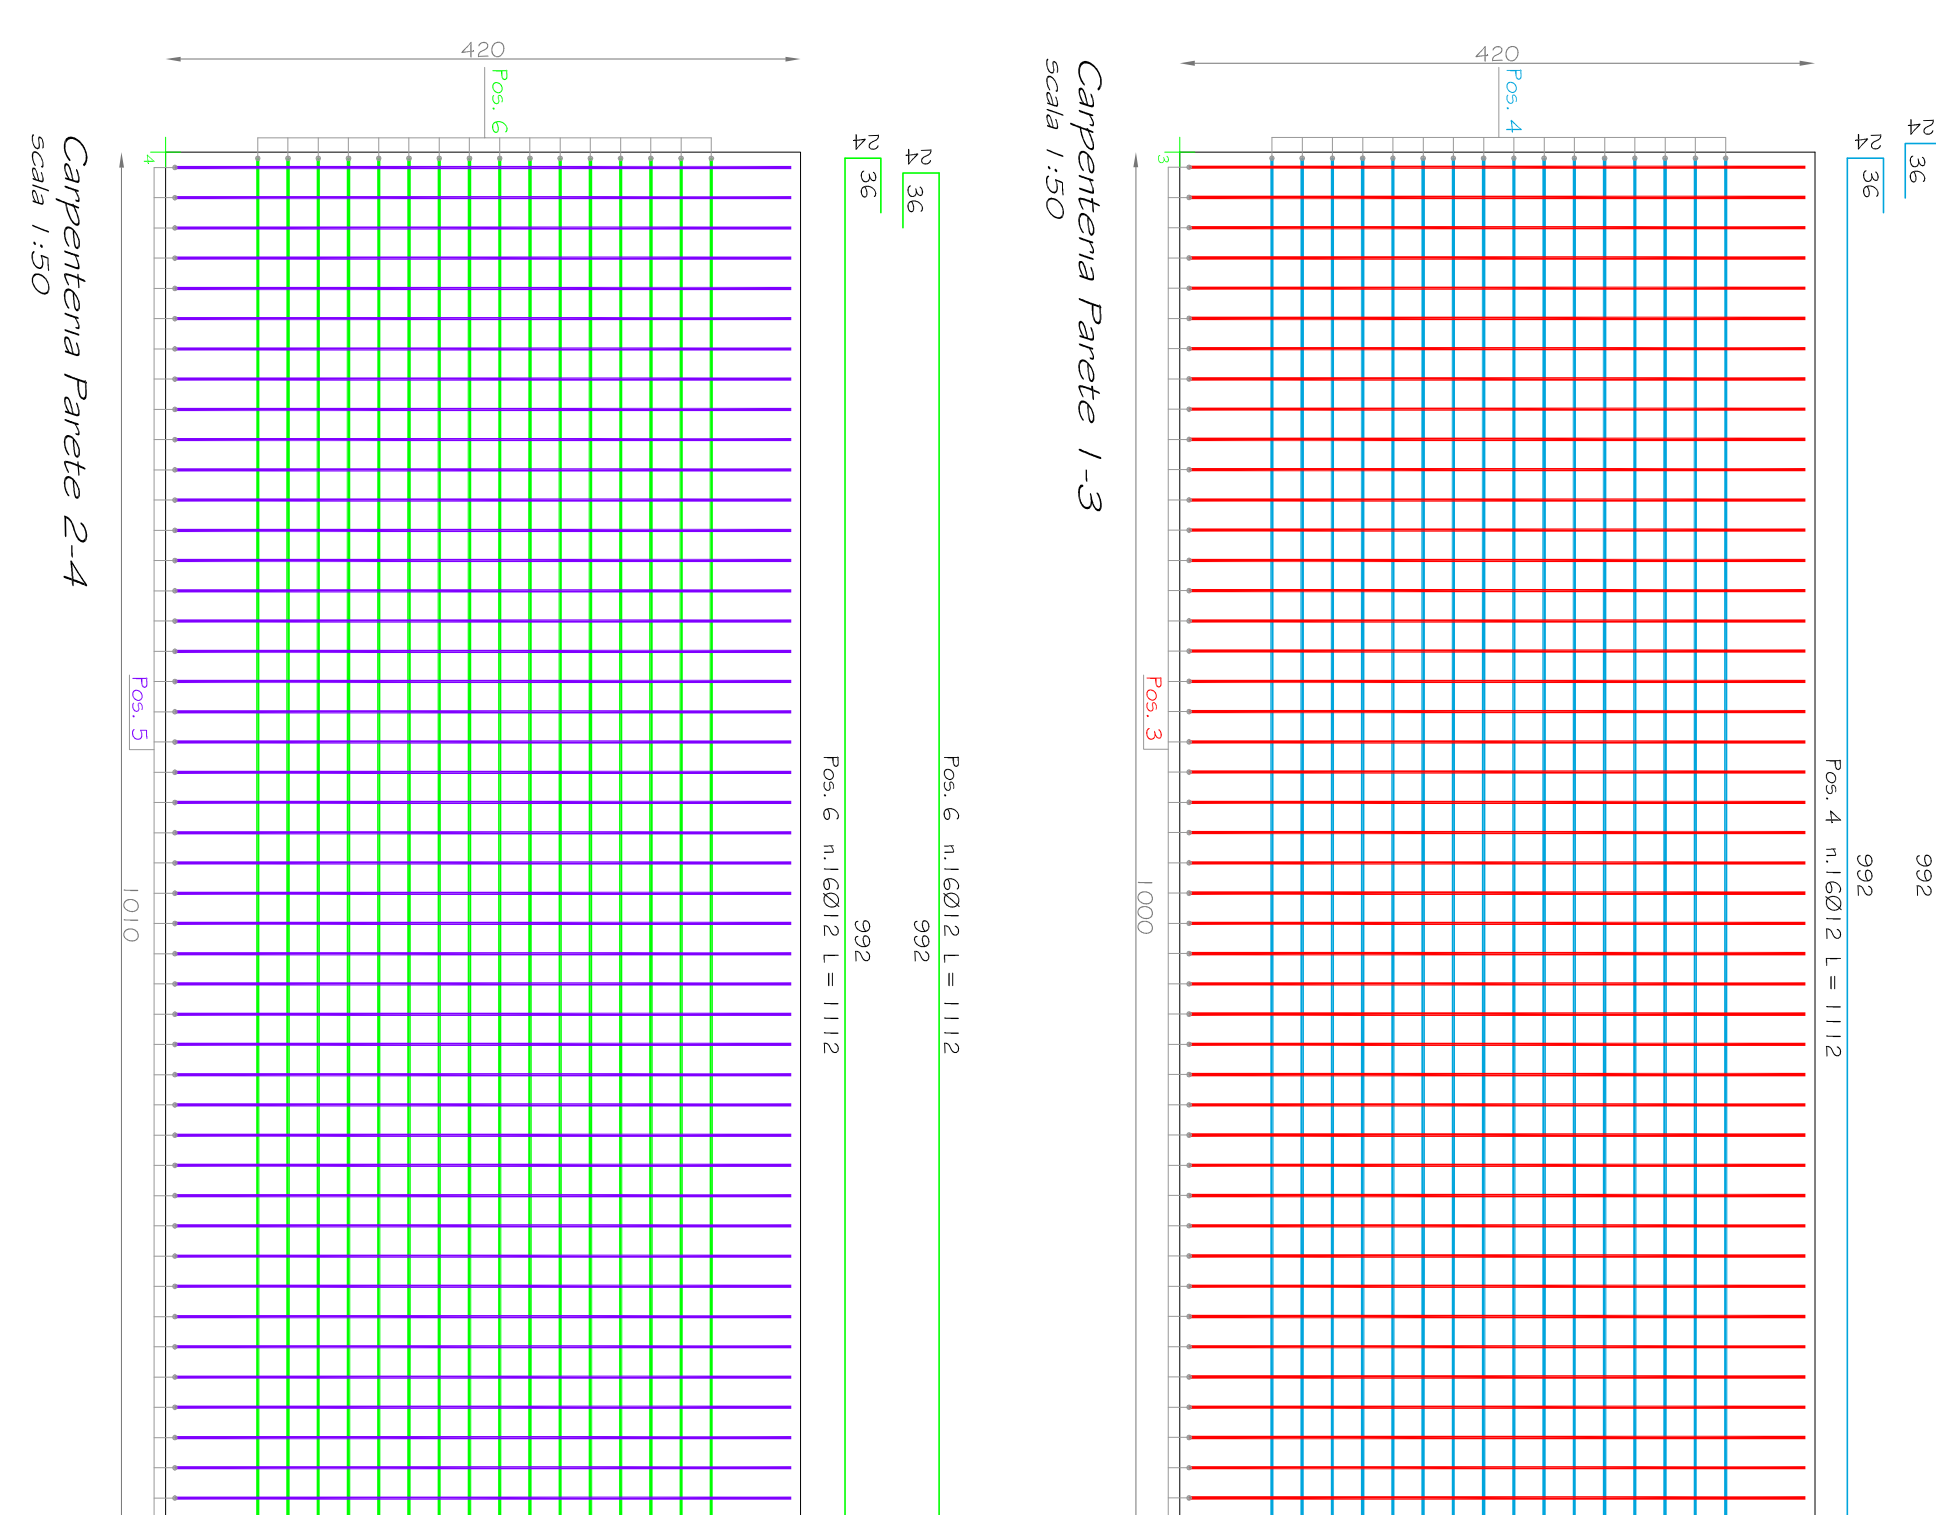 Carpenteria Parete 1-3
scala 1:50
420
Pos. 4
3
Pos. 3
1000
Pos. 4 n.16Ø12 L = 1112
24
36
992
24
36
992
Carpenteria Parete 2-4
scala 1:50
420
Pos. 6
4
Pos. 5
1010
Pos. 6 n.16Ø12 L = 1112
24
36
992
Pos. 6 n.16Ø12 L = 1112
24
36
992